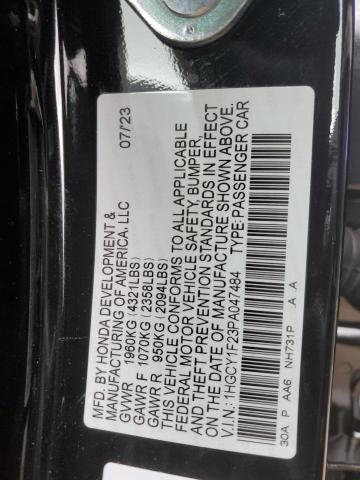 MFD. BY HONDA DEVELOPMENT & 07/'23
MANUFACTURING OF AMERICA, LLC
GVWR 1960KG (4321LBS)
GAWR F 1070KG (2358LBS)
GAWR R 950KG (2094LBS)
THIS VEHICLE CONFORMS TO ALL APPLICABLE
FEDERAL MOTOR VEHICLE SAFETY, BUMPER,
AND THEFT PREVENTION STANDARDS IN EFFECT
ON THE DATE OF MANUFACTURE SHOWN ABOVE.
V.I.N.: 1HGCY1F23PA047484 TYPE: PASSENGER CAR
30A P AA6 NH731P A A